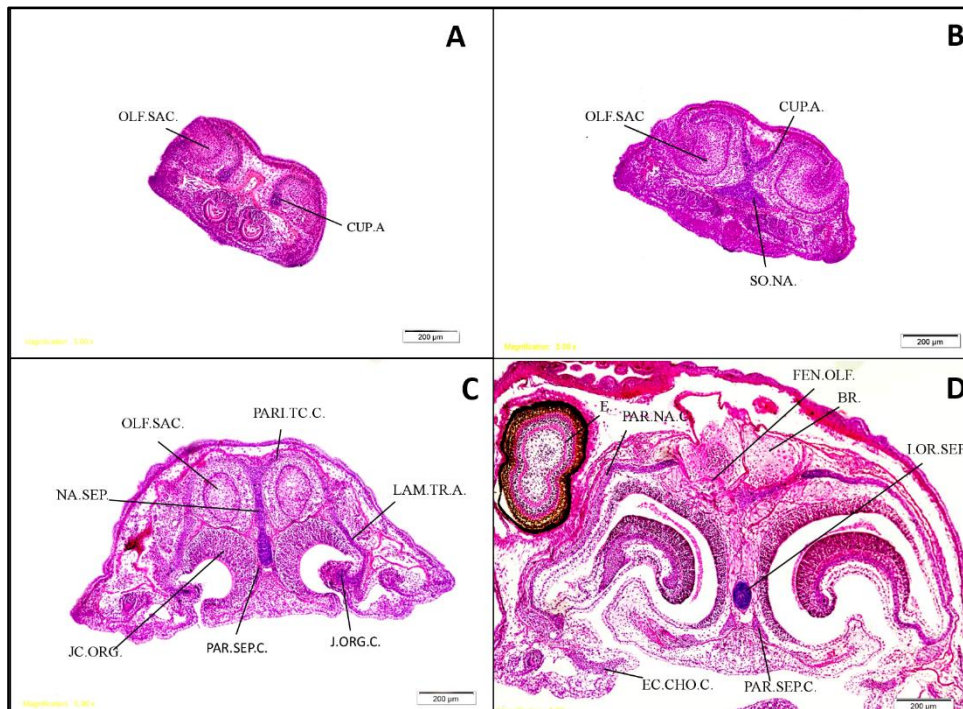 A
OLF.SAC.
CUP.A
200 µm
B
OLF.SAC
CUP.A.
SO.NA.
200 µm
C
PARI.TC.C.
OLF.SAC.
NA.SEP.
LAM.TR.A.
JC.ORG.
PAR.SEP.C.
J.ORG.C.
200 µm
D
FEN.OLF.
E.
PAR.NA.C.
BR.
I.OR.SEP.
EC.CHO.C.
PAR.SEP.C.
200 µm